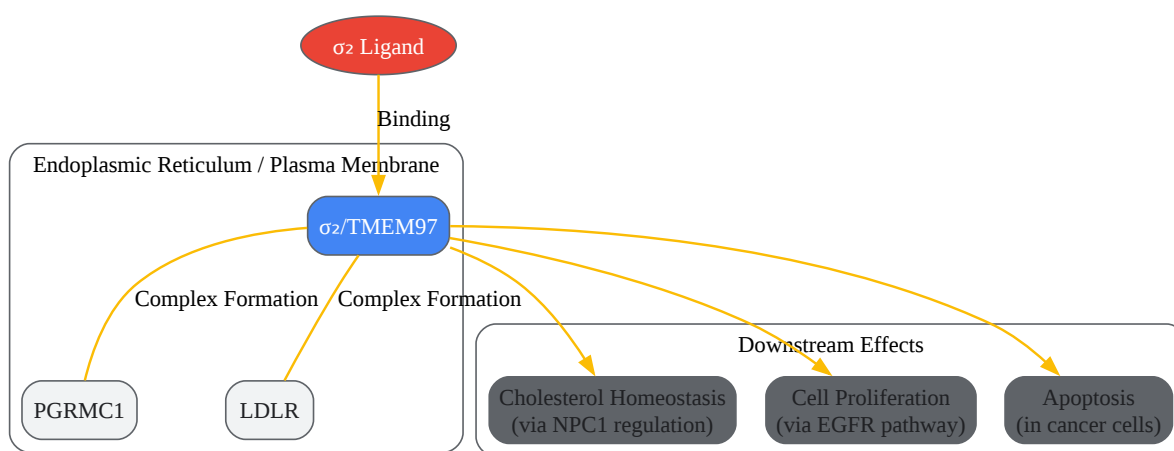 σ₂ Ligand
Binding
Endoplasmic Reticulum / Plasma Membrane
σ₂/TMEM97
Complex Formation
Complex Formation
Downstream Effects
PGRMC1
LDLR
Cholesterol Homeostasis
(via NPC1 regulation)
Cell Proliferation
(via EGFR pathway)
Apoptosis
(in cancer cells)